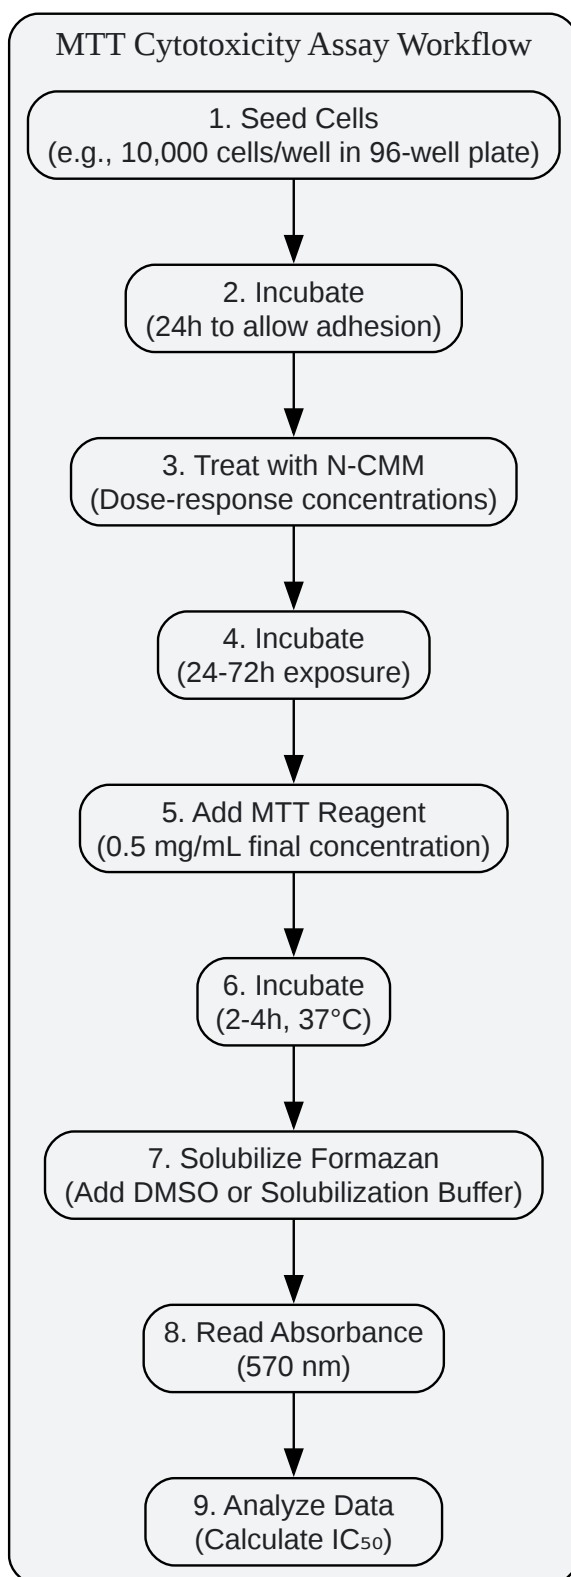 MTT Cytotoxicity Assay Workflow
1. Seed Cells
(e.g., 10,000 cells/well in 96-well plate)
2. Incubate
(24h to allow adhesion)
3. Treat with N-CMM
(Dose-response concentrations)
4. Incubate
(24-72h exposure)
5. Add MTT Reagent
(0.5 mg/mL final concentration)
6. Incubate
(2-4h, 37°C)
7. Solubilize Formazan
(Add DMSO or Solubilization Buffer)
8. Read Absorbance
(570 nm)
9. Analyze Data
(Calculate IC₅₀)